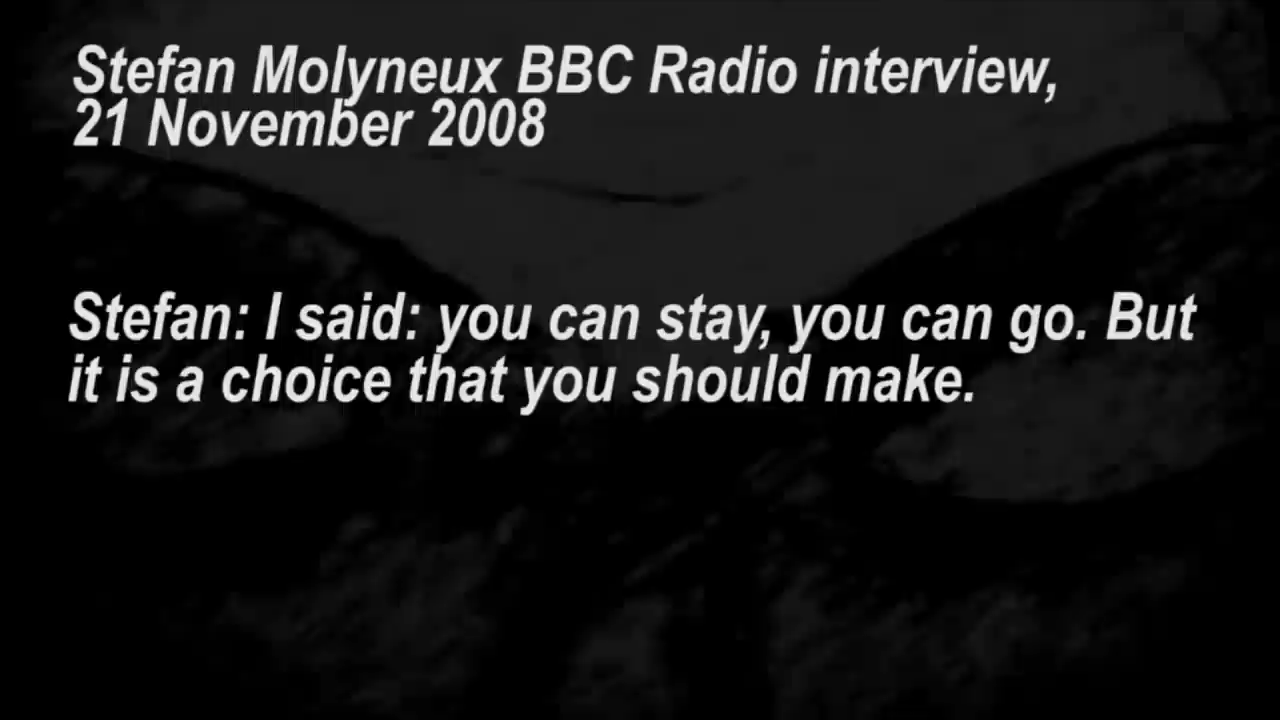 Stefan Molyneux BBC Radio interview,
21 November 2008
Stefan: I said: you can stay, you can go. But
it is a choice that you should make.